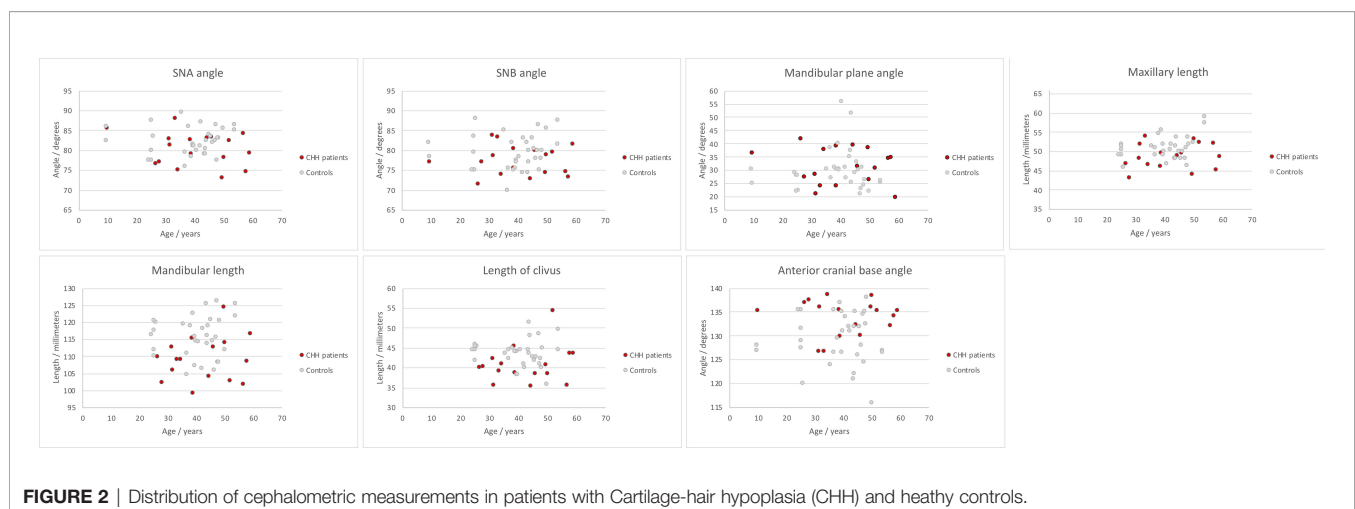 SNA angle
Angle / degrees
95
90
85
80
75
70
65
0 10 20 30 40 50 60 70
Age / years
CHH patients
Controls
SNB angle
Angle / degrees
95
90
85
80
75
70
65
0 10 20 30 40 50 60 70
Age / years
CHH patients
Controls
Mandibular plane angle
Angle / degrees
60
55
50
45
40
35
30
25
20
15
10
0 10 20 30 40 50 60 70
Age / years
CHH patients
Controls
Maxillary length
Length /millimeters
65
60
55
50
45
40
35
0 10 20 30 40 50 60 70
Age / years
CHH patients
Controls
Mandibular length
Length / millimeters
130
125
120
115
110
105
100
95
0 10 20 30 40 50 60 70
Age / years
CHH patients
Controls
Length of clivus
Length / millimeters
60
55
50
45
40
35
30
0 10 20 30 40 50 60 70
Age / years
CHH patients
Controls
Anterior cranial base angle
Angle / degrees
140
135
130
125
120
115
0 10 20 30 40 50 60 70
Age / years
CHH patients
Controls
FIGURE 2 | Distribution of cephalometric measurements in patients with Cartilage-hair hypoplasia (CHH) and heathy controls.